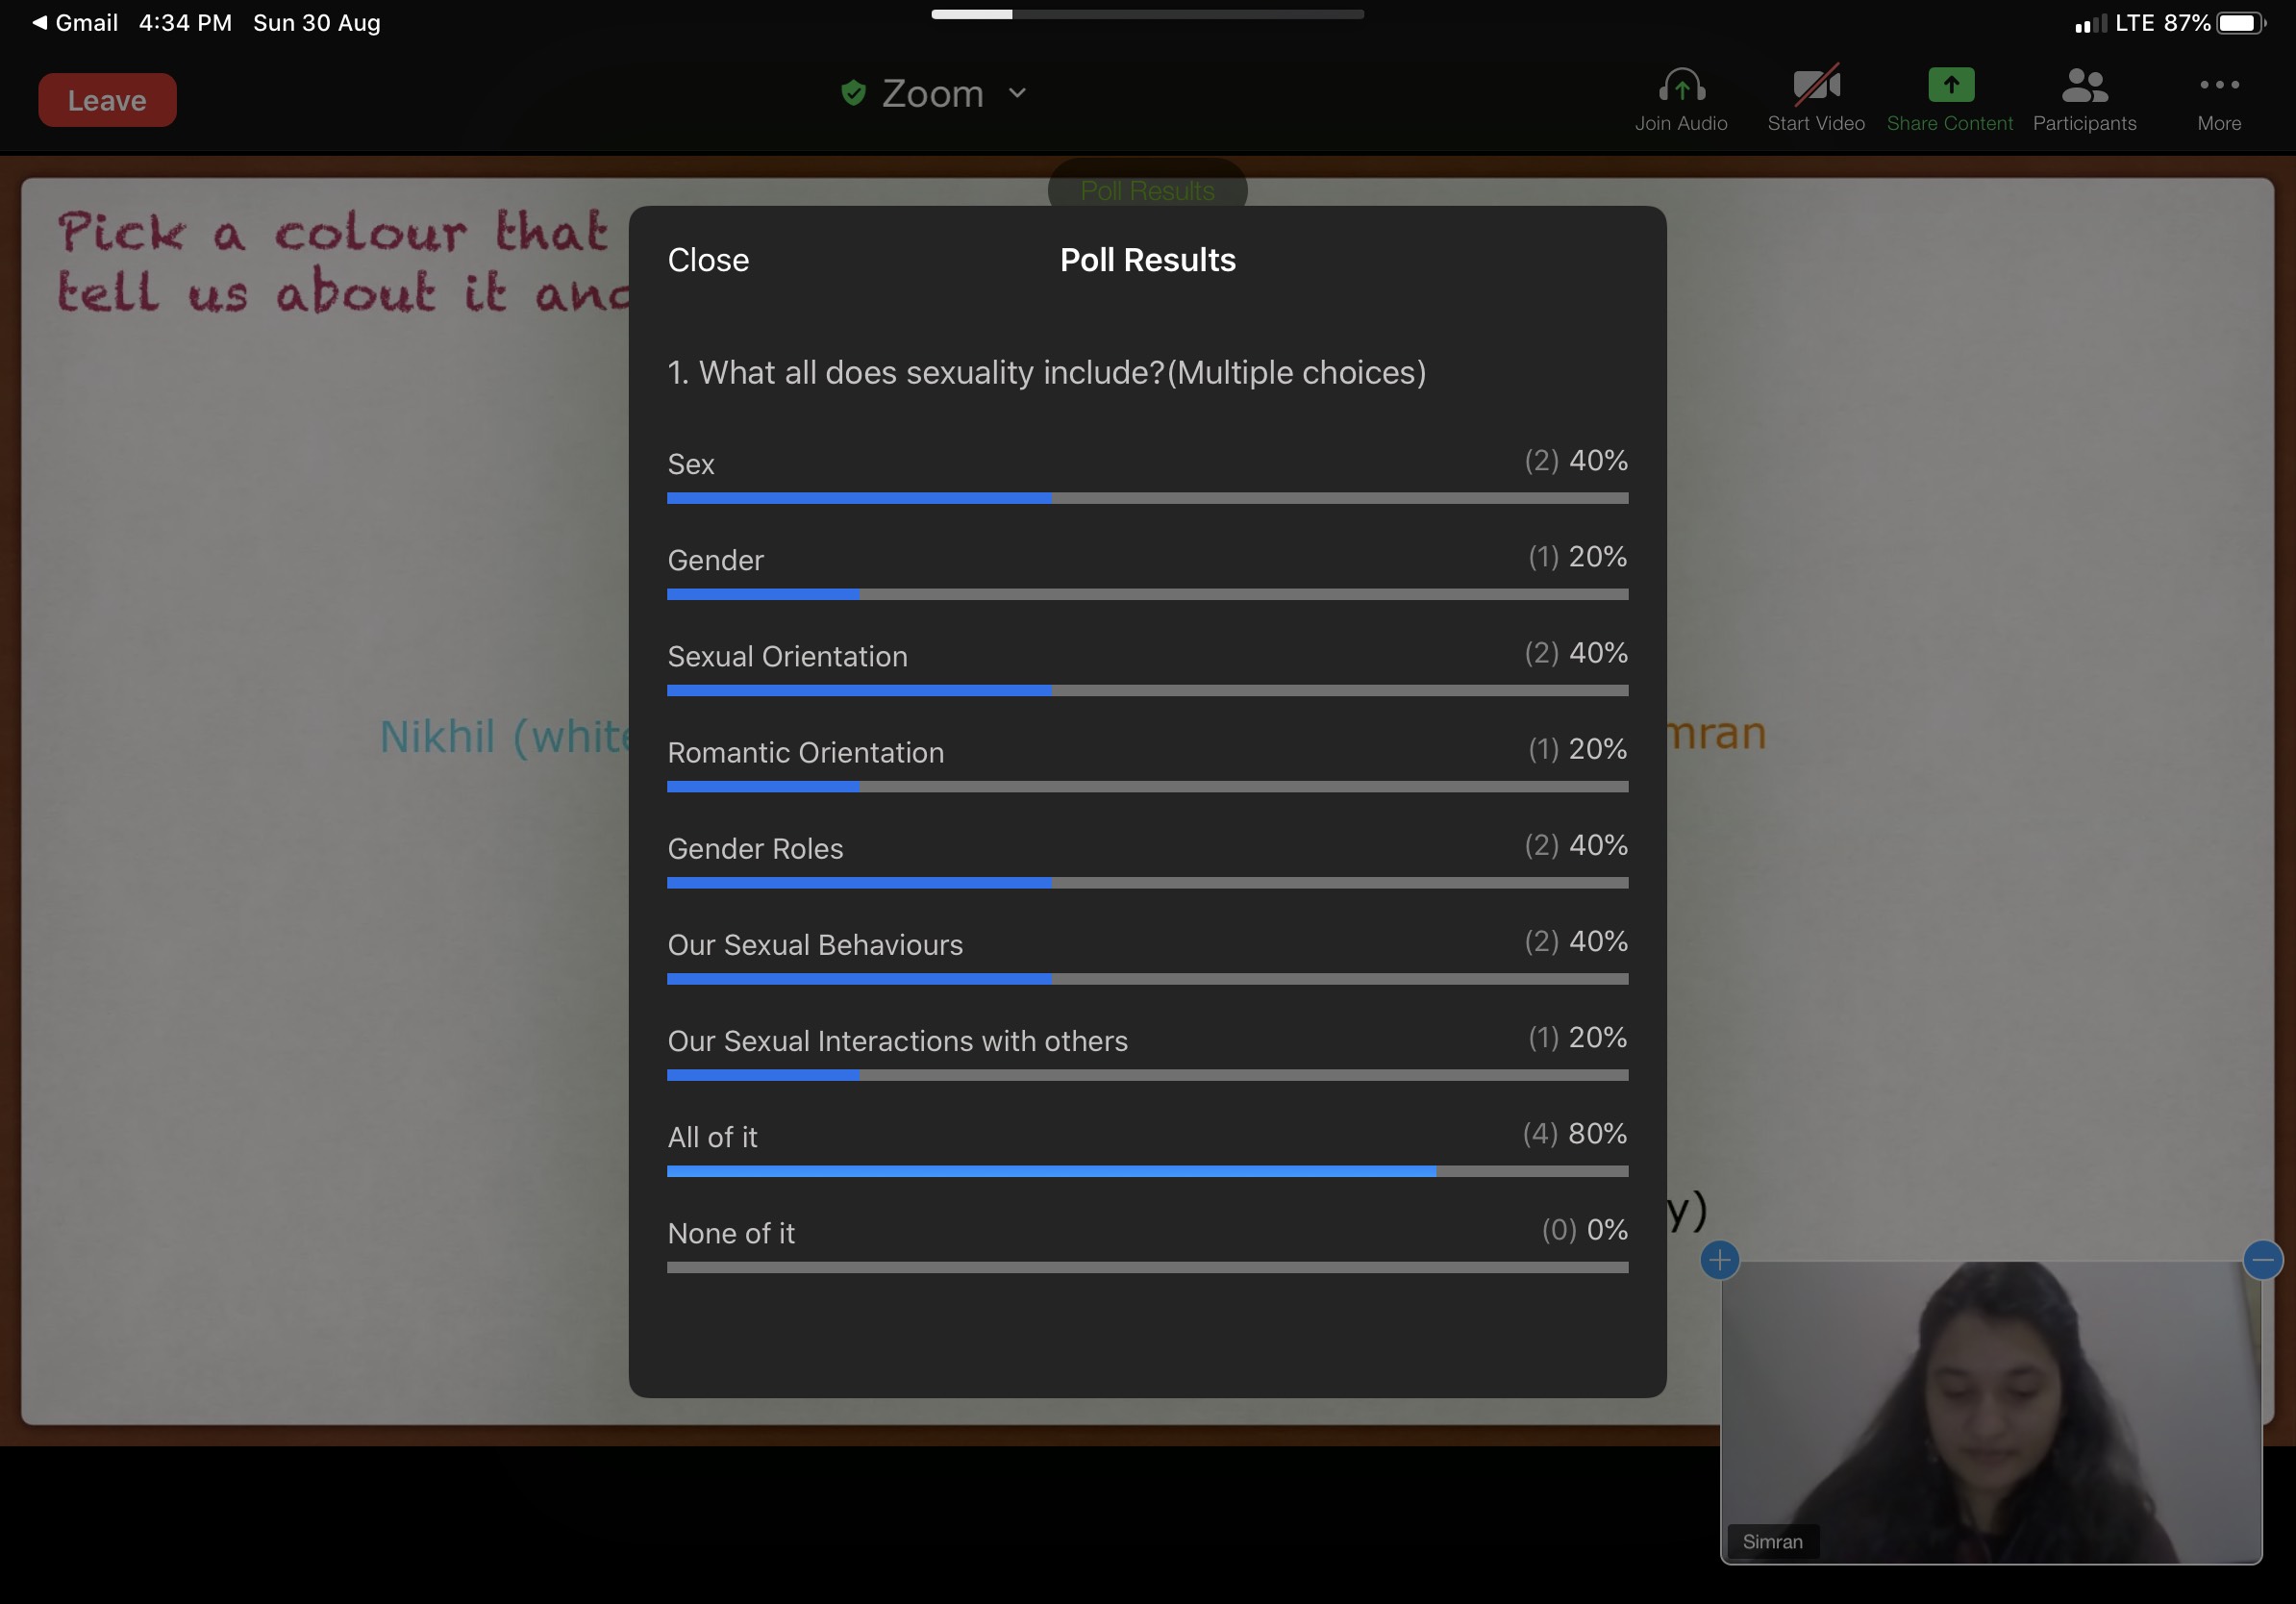 Gmail 4:34 PM Sun 30 Aug
LTE 87%
Leave
Zoom
Join Audio
Start Video
Share Content
Participants
More
Poll Results
Pick a colour that
tell us about it and
Close
Poll Results
1. What all does sexuality include?(Multiple choices)
Sex (2) 40%
Gender (1) 20%
Sexual Orientation (2) 40%
Nikhil (white
mran
Romantic Orientation (1) 20%
Gender Roles (2) 40%
Our Sexual Behaviours (2) 40%
Our Sexual Interactions with others (1) 20%
All of it (4) 80%
y)
None of it (0) 0%
Simran